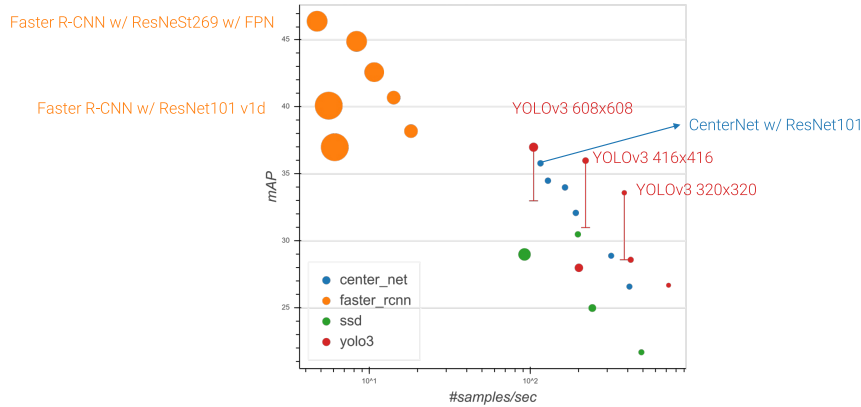 Faster R-CNN w/ ResNeSt269 w/ FPN
45
Faster R-CNN w/ ResNet101 v1d
40
YOLOv3 608x608
CenterNet w/ ResNet101
YOLOv3 416x416
35
YOLOv3 320x320
mAP
30
25
center_net
faster_rcnn
ssd
yolo3
10^1
10^2
#samples/sec